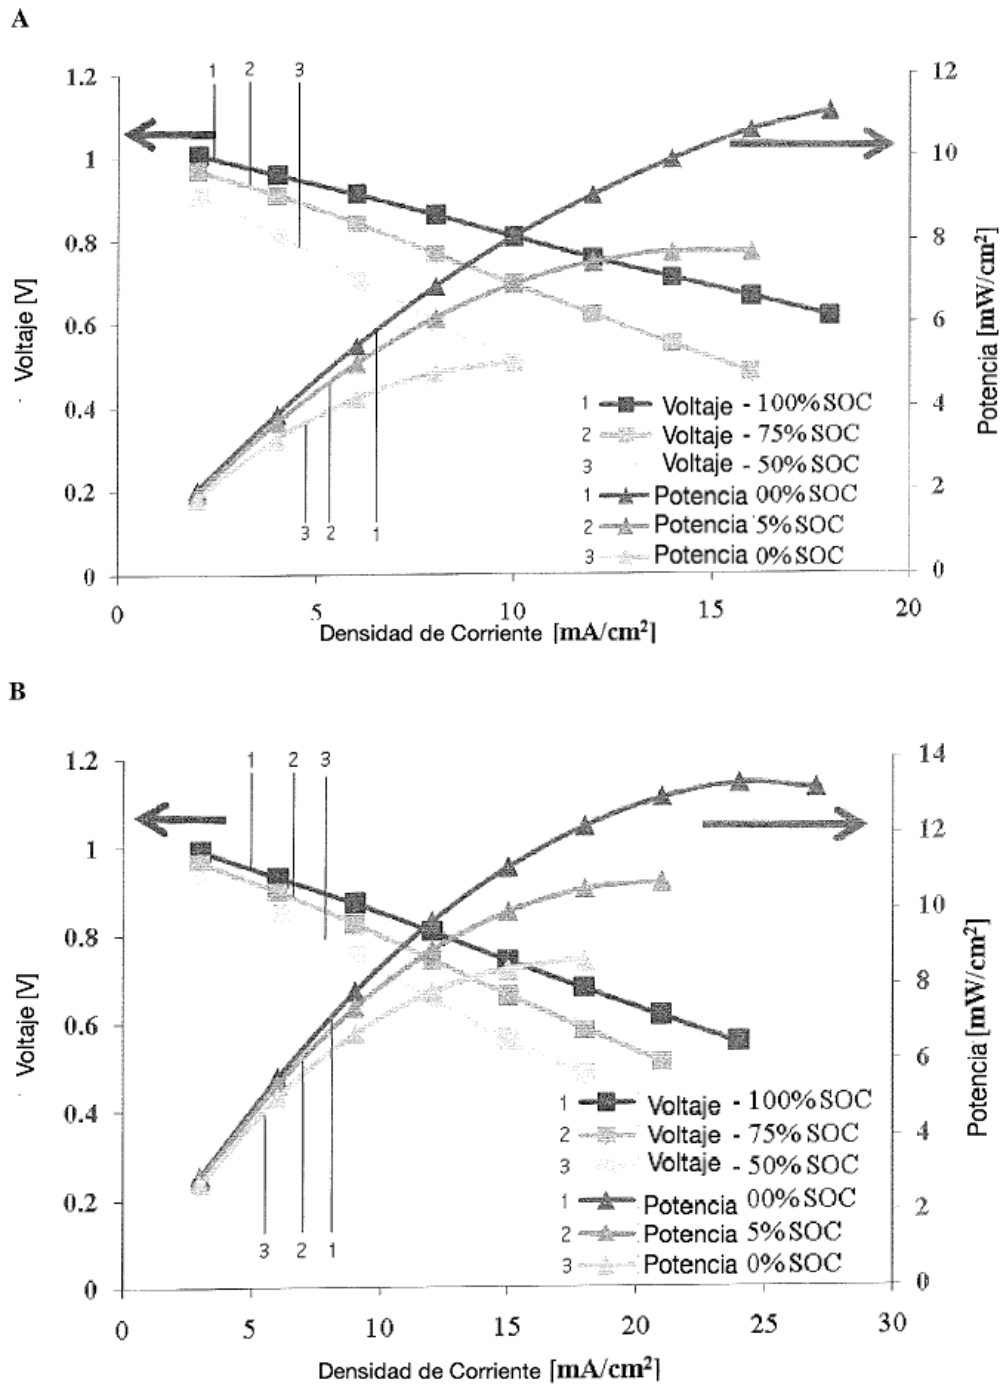 A
1 2 3
1.2 12
1 10
0.8 8
0.6 6
0.4 4
0.2 2
0 0
Voltaje [V]
Potencia [mW/cm²]
1 Voltaje - 100% SOC
2 Voltaje - 75% SOC
3 Voltaje - 50% SOC
1 Potencia 00% SOC
2 Potencia 5% SOC
3 Potencia 0% SOC
3 2 1
0 5 10 15 20
Densidad de Corriente [mA/cm²]
B
1 2 3
1.2 14
1 12
0.8 10
0.6 8
0.4 6
0.2 4
0 2
0
Voltaje [V]
Potencia [mW/cm²]
1 Voltaje - 100% SOC
2 Voltaje - 75% SOC
3 Voltaje - 50% SOC
1 Potencia 00% SOC
2 Potencia 5% SOC
3 Potencia 0% SOC
3 2 1
0 5 10 15 20 25 30
Densidad de Corriente [mA/cm²]